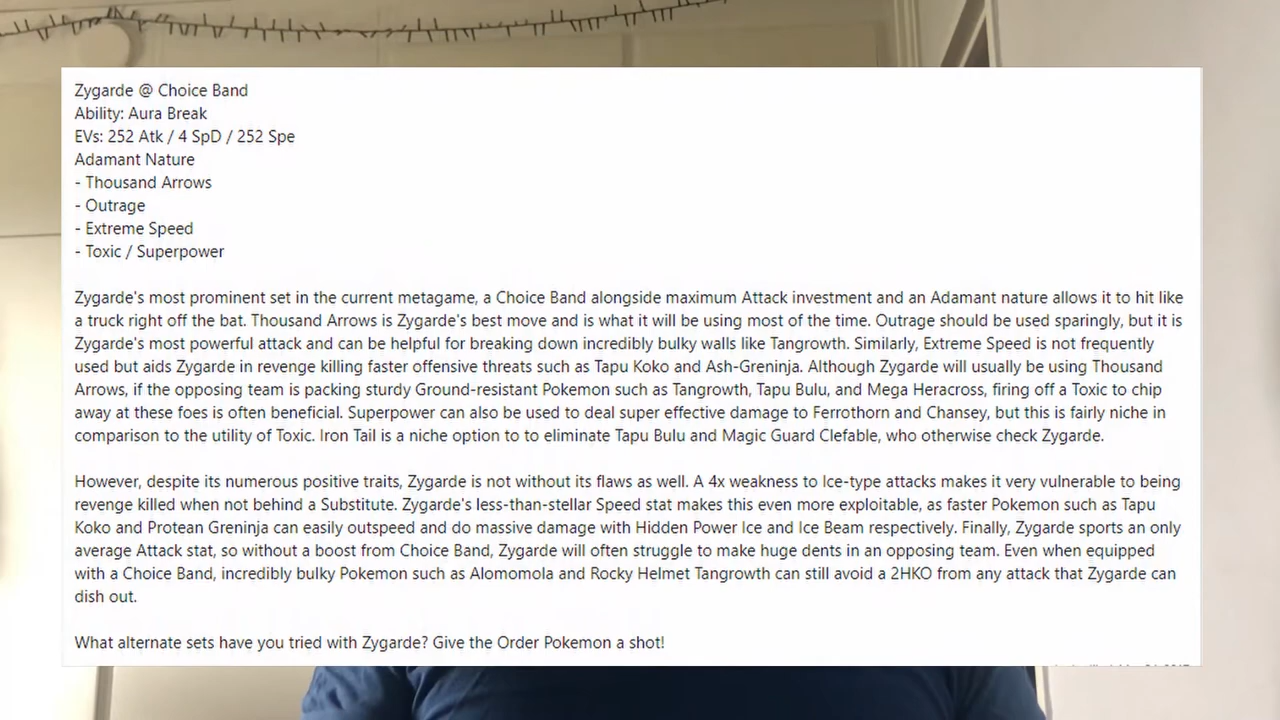 Zygarde @ Choice Band
Ability: Aura Break
EVs: 252 Atk / 4 SpD / 252 Spe
Adamant Nature
- Thousand Arrows
- Outrage
- Extreme Speed
- Toxic / Superpower
Zygarde's most prominent set in the current metagame, a Choice Band alongside maximum Attack investment and an Adamant nature allows it to hit like
a truck right off the bat. Thousand Arrows is Zygarde's best move and is what it will be using most of the time. Outrage should be used sparingly, but it is
Zygarde's most powerful attack and can be helpful for breaking down incredibly bulky walls like Tangrowth. Similarly, Extreme Speed is not frequently
used but aids Zygarde in revenge killing faster offensive threats such as Tapu Koko and Ash-Greninja. Although Zygarde will usually be using Thousand
Arrows, if the opposing team is packing sturdy Ground-resistant Pokemon such as Tangrowth, Tapu Bulu, and Mega Heracross, firing off a Toxic to chip
away at these foes is often beneficial. Superpower can also be used to deal super effective damage to Ferrothorn and Chansey, but this is fairly niche in
comparison to the utility of Toxic. Iron Tail is a niche option to to eliminate Tapu Bulu and Magic Guard Clefable, who otherwise check Zygarde.
However, despite its numerous positive traits, Zygarde is not without its flaws as well. A 4x weakness to Ice-type attacks makes it very vulnerable to being
revenge killed when not behind a Substitute. Zygarde's less-than-stellar Speed stat makes this even more exploitable, as faster Pokemon such as Tapu
Koko and Protean Greninja can easily outspeed and do massive damage with Hidden Power Ice and Ice Beam respectively. Finally, Zygarde sports an only
average Attack stat, so without a boost from Choice Band, Zygarde will often struggle to make huge dents in an opposing team. Even when equipped
with a Choice Band, incredibly bulky Pokemon such as Alomomola and Rocky Helmet Tangrowth can still avoid a 2HKO from any attack that Zygarde can
dish out.
What alternate sets have you tried with Zygarde? Give the Order Pokemon a shot!